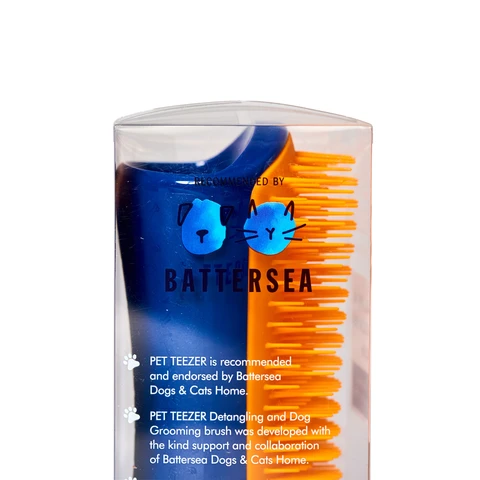 RECOMMENDED BY
BATTERSEA
PET TEEZER is recommended
and endorsed by Battersea
Dogs & Cats Home.
PET TEEZER Detangling and Dog
Grooming brush was developed with
the kind support and collaboration
of Battersea Dogs & Cats Home.